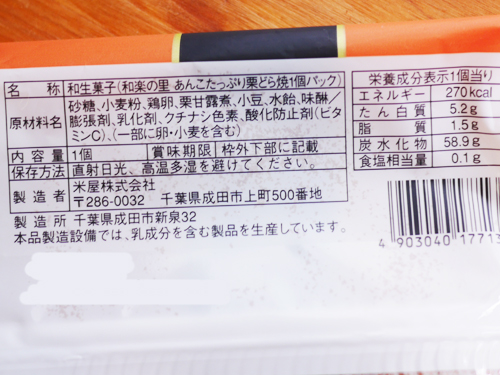 名 称 和生菓子(和楽の里 あんこたっぷり栗どら焼1個パック)
原材料名 砂糖、小麦粉、鶏卵、栗甘露煮、小豆、水飴、味醂／
膨張剤、乳化剤、クチナシ色素、酸化防止剤(ビタ
ミンC)、(一部に卵・小麦を含む)
内容量 1個 賞味期限 枠外下部に記載
保存方法 直射日光、高温多湿を避けてください。
製造者 米屋株式会社
〒286-0032 千葉県成田市上町500番地
製造所 千葉県成田市新泉32
本品製造設備では、乳成分を含む製品を生産しています。
栄養成分表示1個当り
エネルギー 270kcal
たん白質 5.2g
脂質 1.5g
炭水化物 58.9g
食塩相当量 0.1g
4 903040 17713